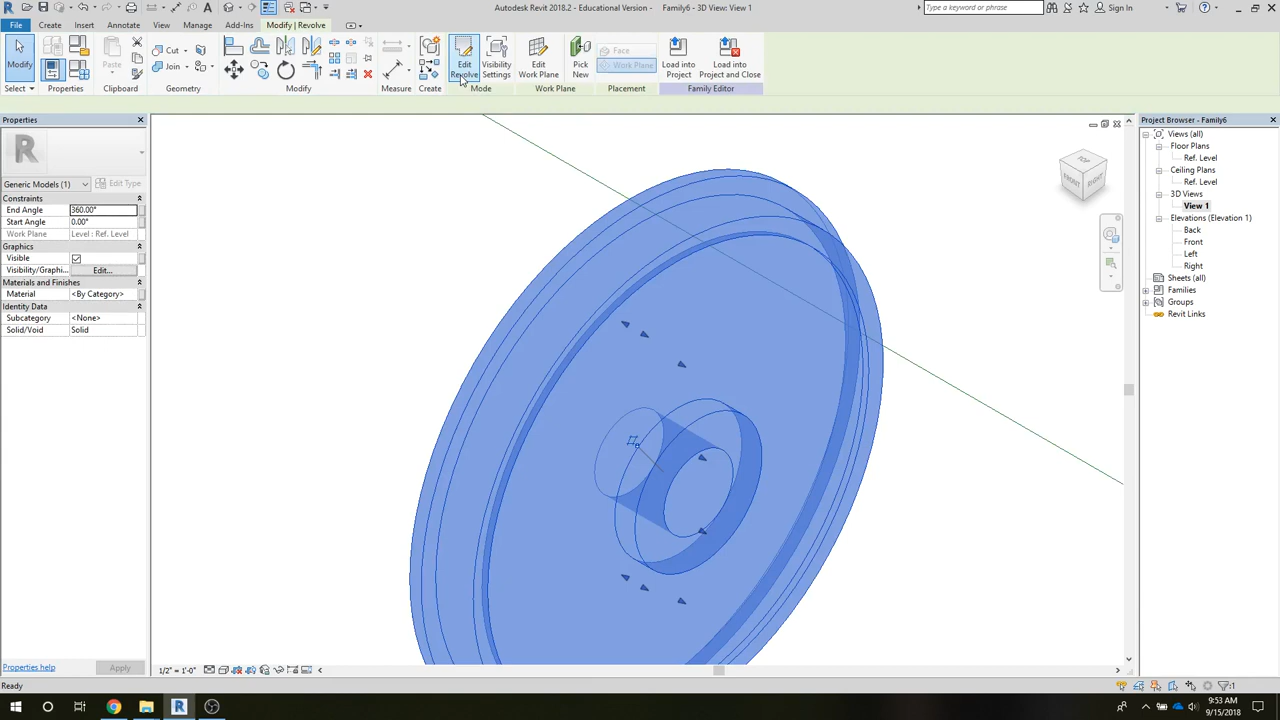 Autodesk Revit 2018.2 - Educational Version - Family6 - 3D View: View 1
Type a keyword or phrase
Sign In
File
Create
Insert
Annotate
View
Manage
Add-Ins
Modify | Revolve
Modify
Paste
Cut
Join
Edit
Revolve
Visibility
Settings
Edit
Work Plane
Pick
New
Face
Work Plane
Load into
Project
Load into
Project and Close
Select
Properties
Clipboard
Geometry
Modify
Measure
Create
Mode
Work Plane
Placement
Family Editor
Properties
R
Generic Models (1)
Edit Type
Constraints
End Angle 360.00°
Start Angle 0.00°
Work Plane Level : Ref. Level
Graphics
Visible
Visibility/Graphi... Edit...
Materials and Finishes
Material <By Category>
Identity Data
Subcategory <None>
Solid/Void Solid
Properties help
Apply
TOP
FRONT
RIGHT
Project Browser - Family6
Views (all)
Floor Plans
Ref. Level
Ceiling Plans
Ref. Level
3D Views
View 1
Elevations (Elevation 1)
Back
Front
Left
Right
Sheets (all)
Families
Groups
Revit Links
1/2" = 1'-0"
Ready
:1
9:53 AM
9/15/2018